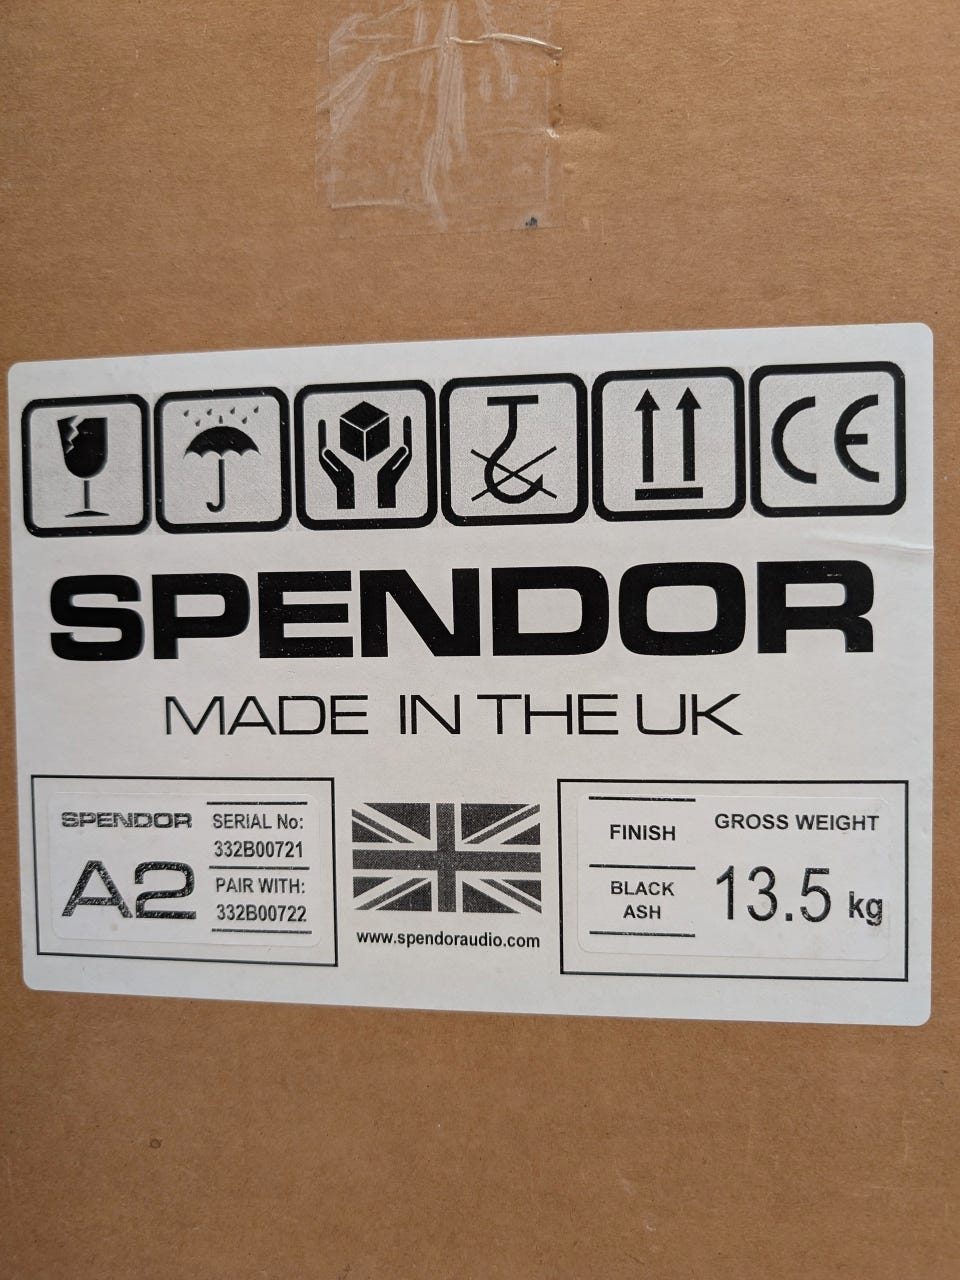 CE
SPENDOR
MADE IN THE UK
SPENDOR
A2
SERIAL No:
332B00721
PAIR WITH:
332B00722
www.spendoraudio.com
FINISH
BLACK
ASH
GROSS WEIGHT
13.5 kg